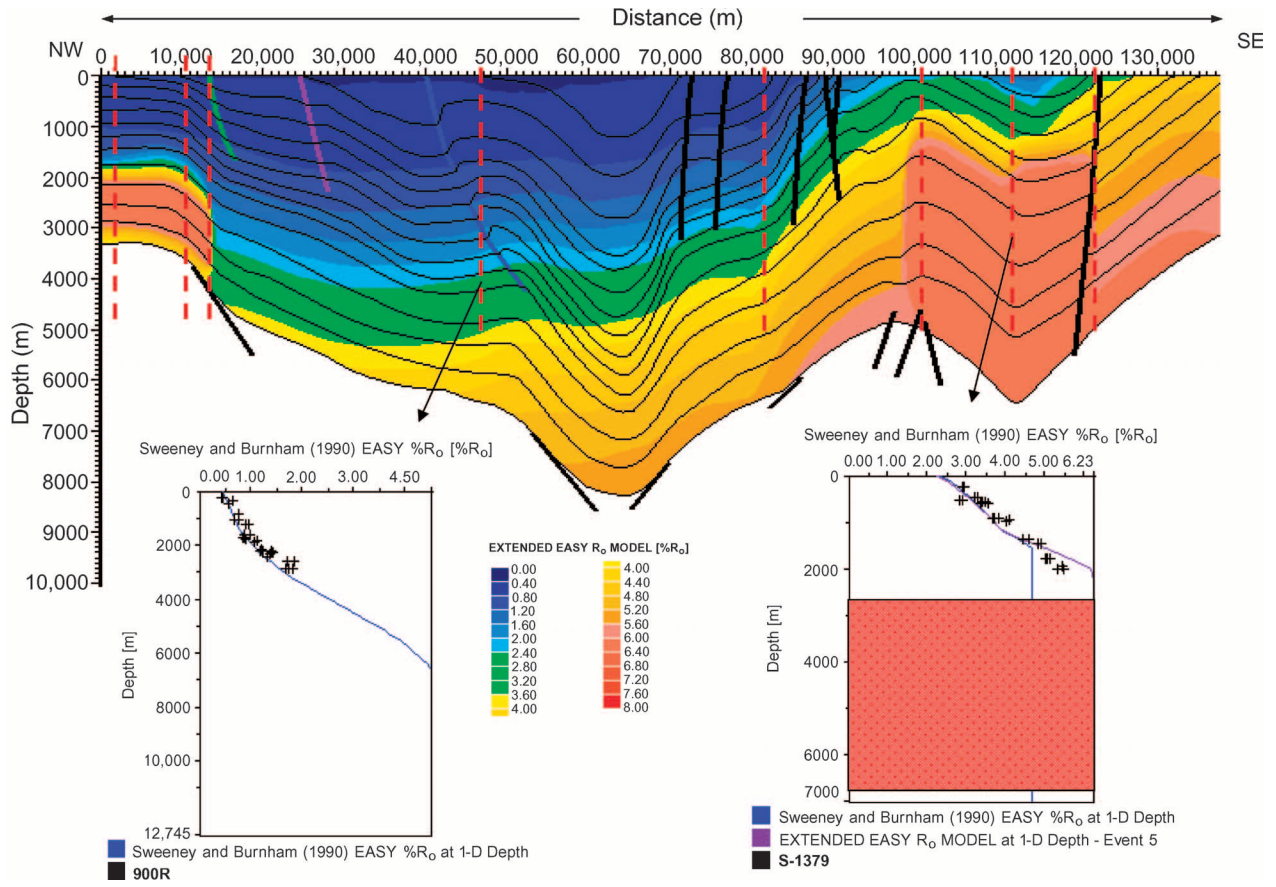 Distance (m)
NW
SE
0 10,000 20,000 30,000 40,000 50,000 60,000 70,000 80,000 90,000 100,000 110,000 120,000 130,000
Depth (m)
0
1000
2000
3000
4000
5000
6000
7000
8000
9000
10,000
Sweeney and Burnham (1990) EASY %Ro [%Ro]
0.00 1.00 3.00 4.50
Depth [m]
0
2000
4000
6000
8000
10,000
12,745
Sweeney and Burnham (1990) EASY %Ro at 1-D Depth
900R
EXTENDED EASY Ro MODEL [%Ro]
0.00
0.40
0.80
1.20
1.60
2.00
2.40
2.80
3.20
3.60
4.00
4.00
4.40
4.80
5.20
5.60
6.00
6.40
6.80
7.20
7.60
8.00
Sweeney and Burnham (1990) EASY %Ro [%Ro]
0.00 1.00 2.00 3.00 4.00 5.00 6.23
Depth [m]
0
2000
4000
6000
7000
Sweeney and Burnham (1990) EASY %Ro at 1-D Depth
EXTENDED EASY Ro MODEL at 1-D Depth - Event 5
S-1379